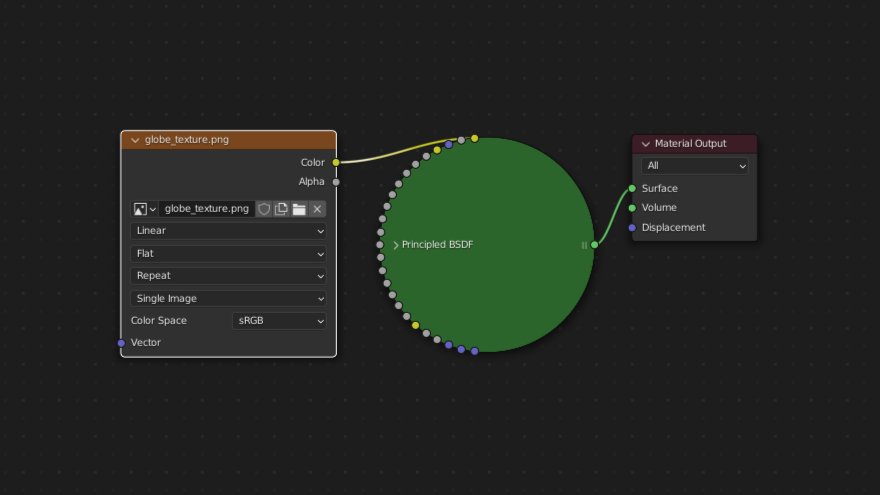 globe_texture.png
Color
Alpha
globe_texture.png
Linear
Flat
Repeat
Single Image
Color Space sRGB
Vector
Principled BSDF
Material Output
All
Surface
Volume
Displacement